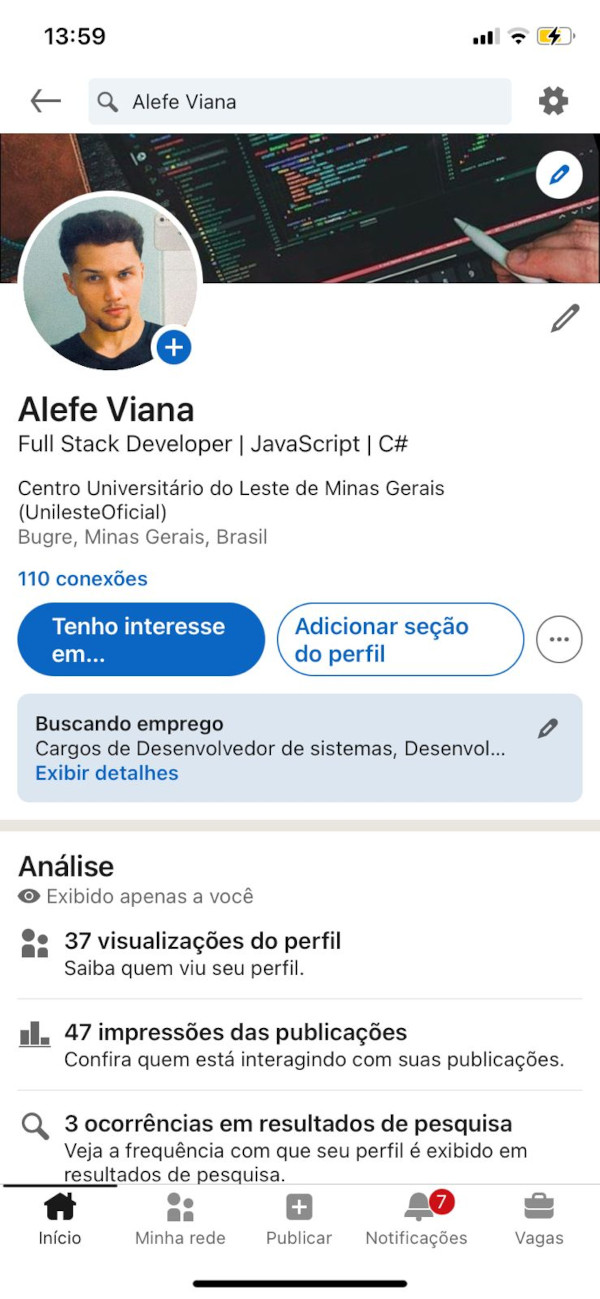 13:59
Alefe Viana
Alefe Viana
Full Stack Developer | JavaScript | C#
Centro Universitário do Leste de Minas Gerais
(UnilesteOficial)
Bugre, Minas Gerais, Brasil
110 conexões
Tenho interesse
em...
Adicionar seção
do perfil
Buscando emprego
Cargos de Desenvolvedor de sistemas, Desenvol...
Exibir detalhes
Análise
Exibido apenas a você
37 visualizações do perfil
Saiba quem viu seu perfil.
47 impressões das publicações
Confira quem está interagindo com suas publicações.
3 ocorrências em resultados de pesquisa
Veja a frequência com que seu perfil é exibido em
resultados de pesquisa.
7
Início
Minha rede
Publicar
Notificações
Vagas